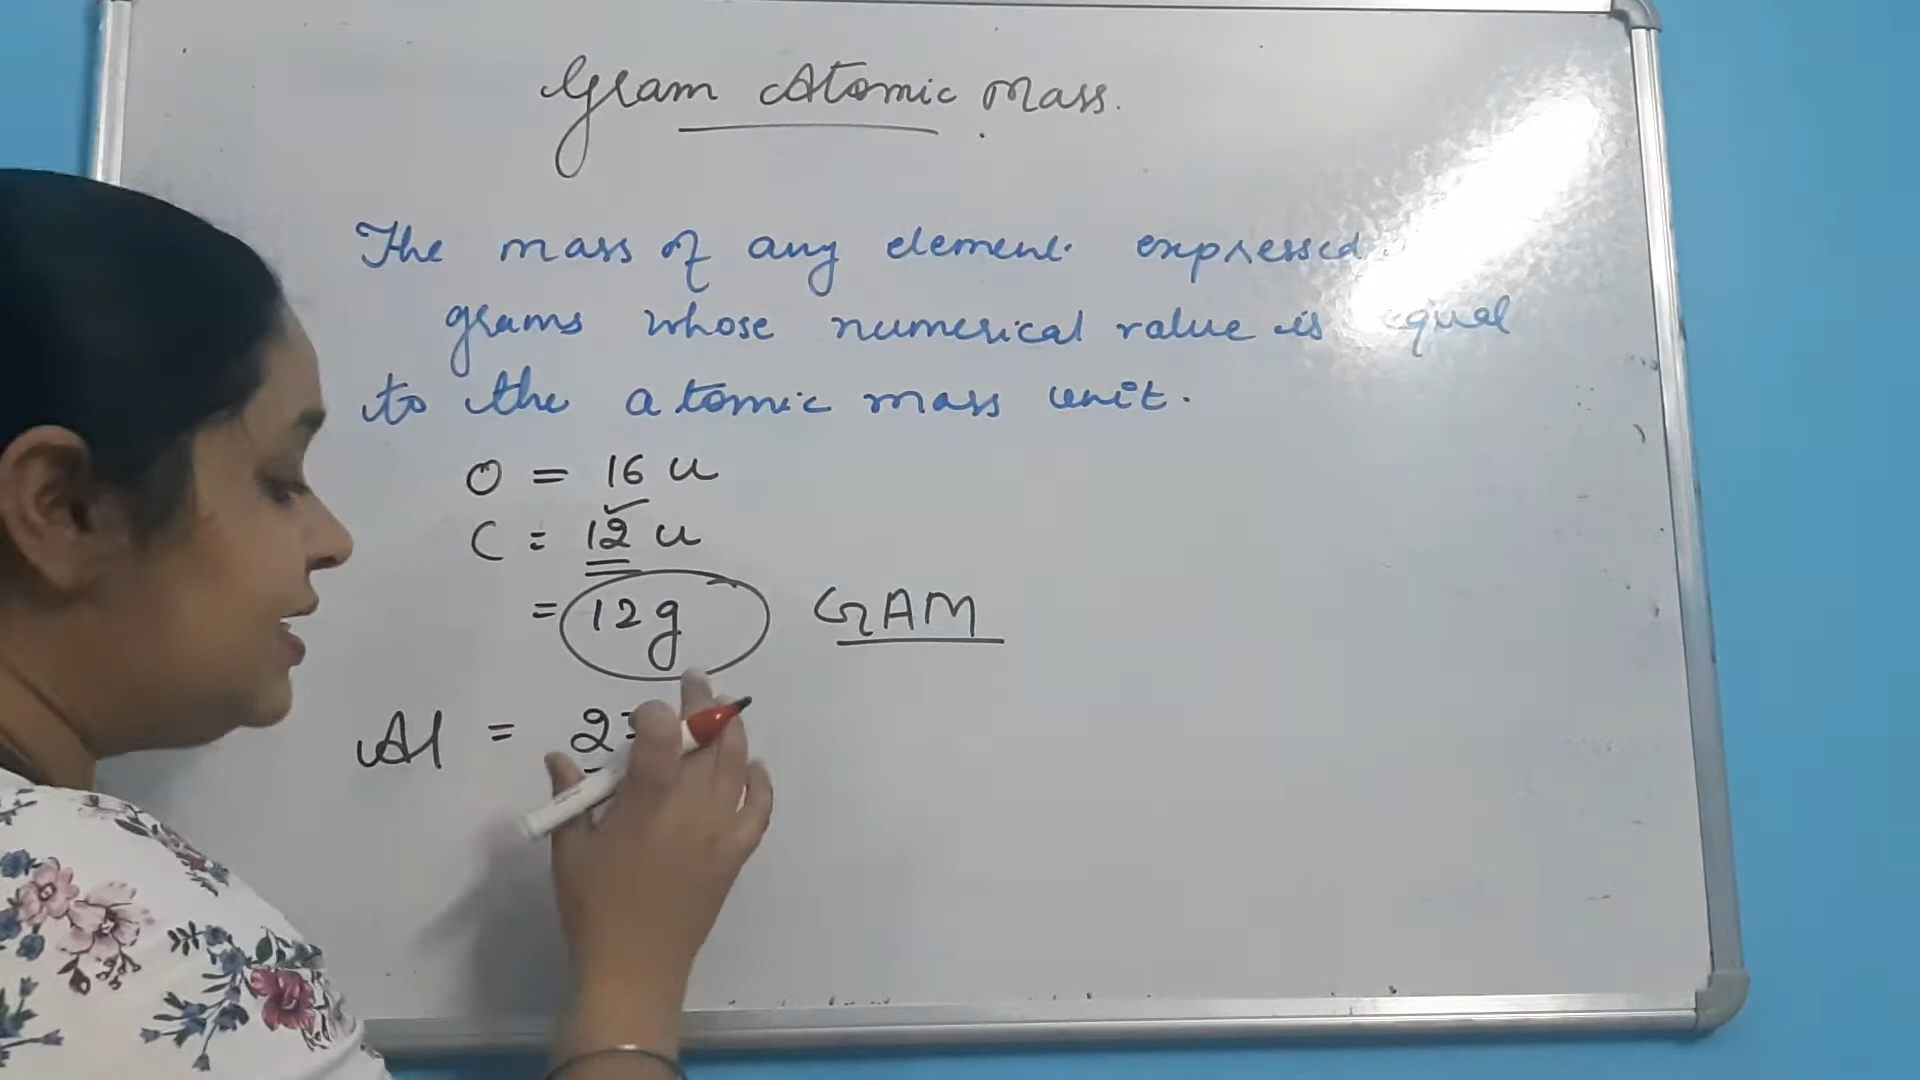 Gram Atomic Mass.
The mass of any element expressed
grams whose numerical value is equal
to the atomic mass unit.
O = 16 u
C = 12 u
= 12g GAM
Al =